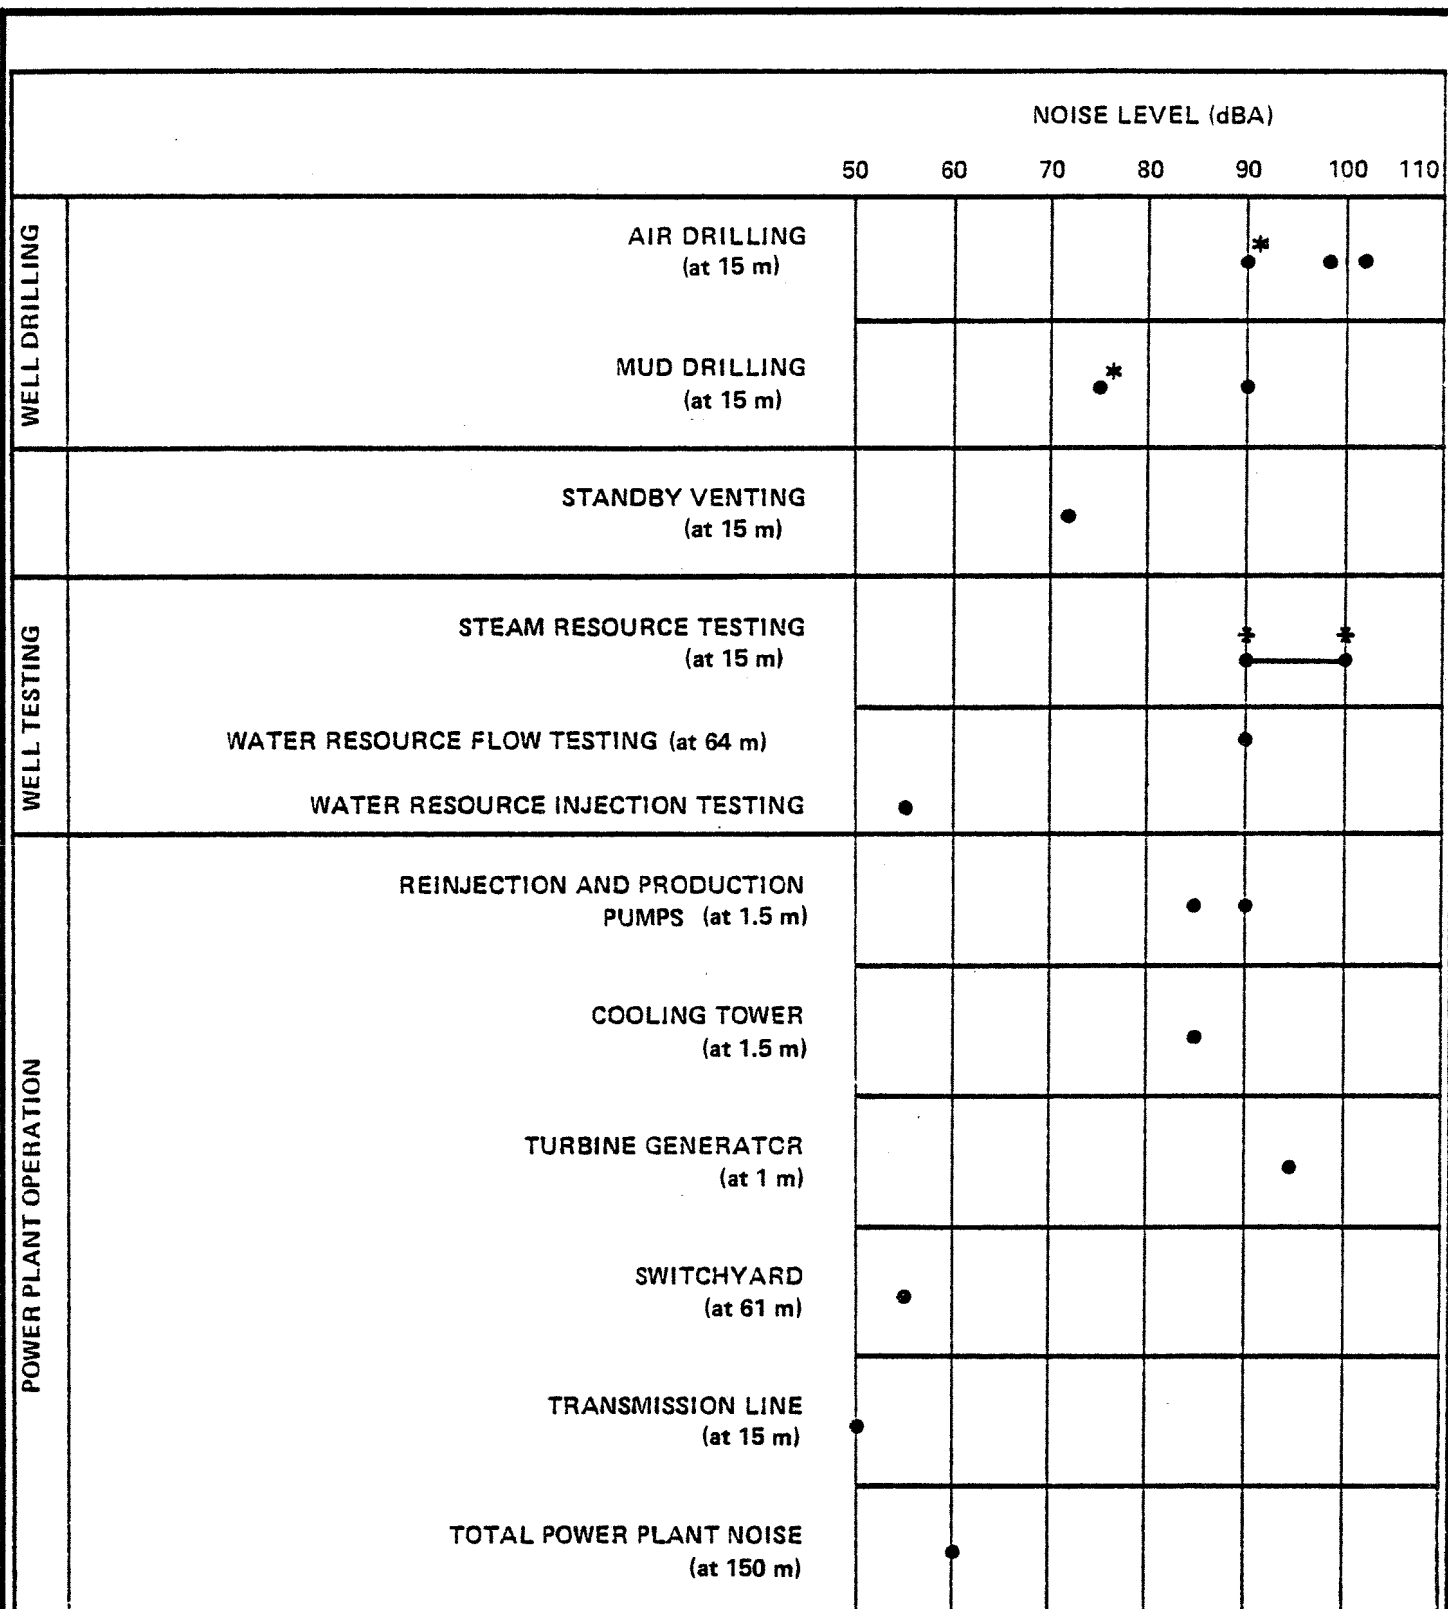 NOISE LEVEL (dBA)
50 60 70 80 90 100 110
WELL DRILLING
AIR DRILLING
(at 15 m)
*
MUD DRILLING
(at 15 m)
*
STANDBY VENTING
(at 15 m)
WELL TESTING
STEAM RESOURCE TESTING
(at 15 m)
* *
WATER RESOURCE FLOW TESTING (at 64 m)
WATER RESOURCE INJECTION TESTING
POWER PLANT OPERATION
REINJECTION AND PRODUCTION
PUMPS (at 1.5 m)
COOLING TOWER
(at 1.5 m)
TURBINE GENERATOR
(at 1 m)
SWITCHYARD
(at 61 m)
TRANSMISSION LINE
(at 15 m)
TOTAL POWER PLANT NOISE
(at 150 m)